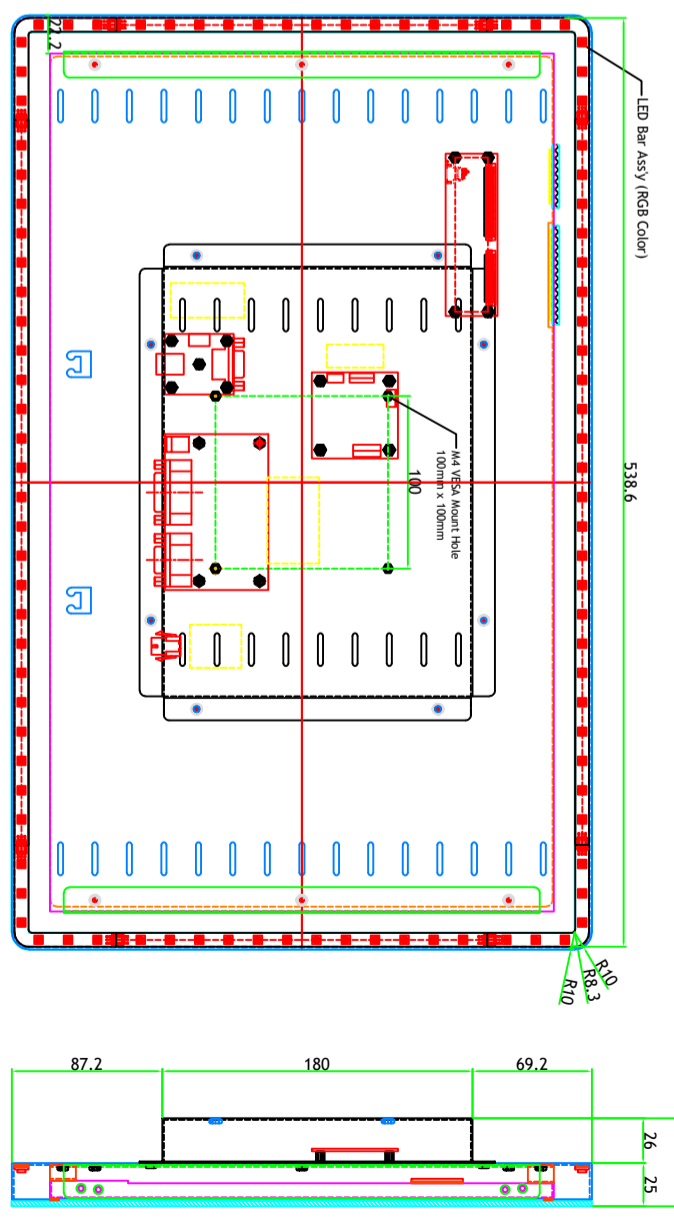 22.2
LED Bar Ass'y (RGB Color)
538.6
M4 VESA Mount Hole
100mm x 100mm
100
R10
R8.3
R10
87.2
180
69.2
26
25